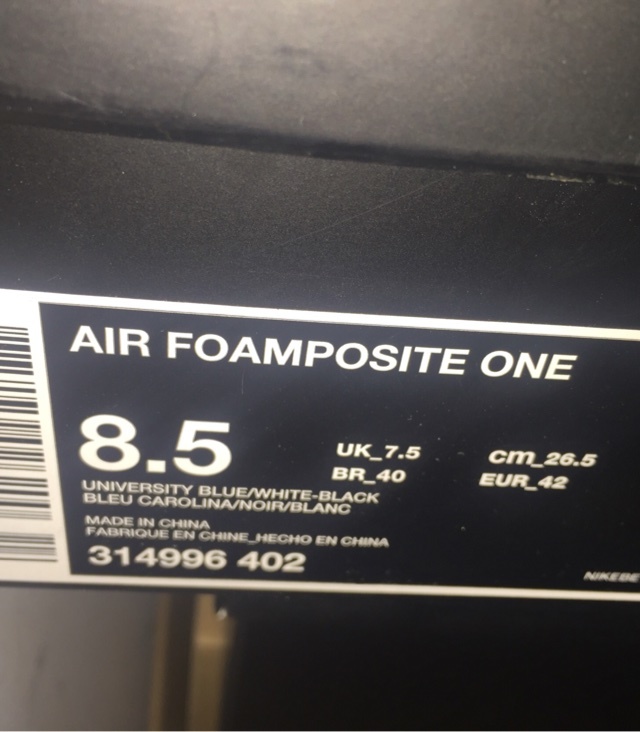 AIR FOAMPOSITE ONE
8.5
UK_7.5 cm_26.5
BR_40 EUR_42
UNIVERSITY BLUE/WHITE-BLACK
BLEU CAROLINA/NOIR/BLANC
MADE IN CHINA
FABRIQUE EN CHINE_HECHO EN CHINA
314996 402